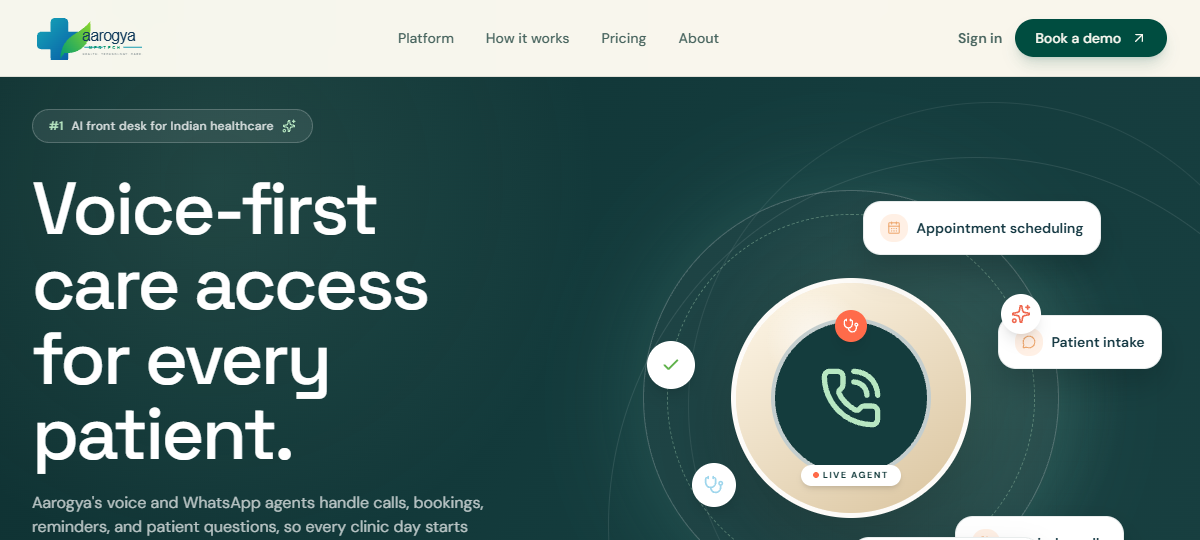 aarogya
Platform
How it works
Pricing
About
Sign in
Book a demo
#1 AI front desk for Indian healthcare
Voice-first
care access
for every
patient.
Aarogya's voice and WhatsApp agents handle calls, bookings,
reminders, and patient questions, so every clinic day starts
Appointment scheduling
Patient intake
LIVE AGENT